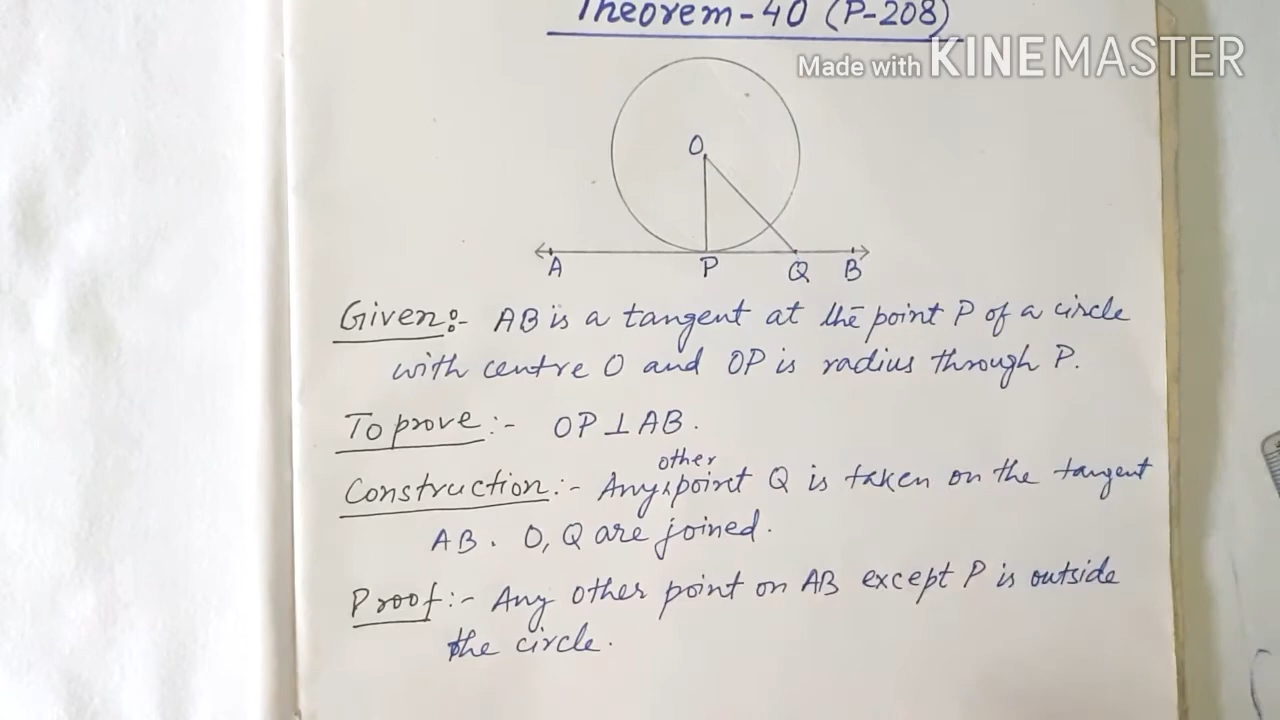 Theorem-40 (P-208)
Made with KINEMASTER
O
A P Q B
Given:- AB is a tangent at the point P of a circle
with centre O and OP is radius through P.
To prove:- OP⊥AB.
other
Construction:- Any‸point Q is taken on the tangent
AB. O, Q are joined.
Proof:- Any other point on AB except P is outside
the circle.